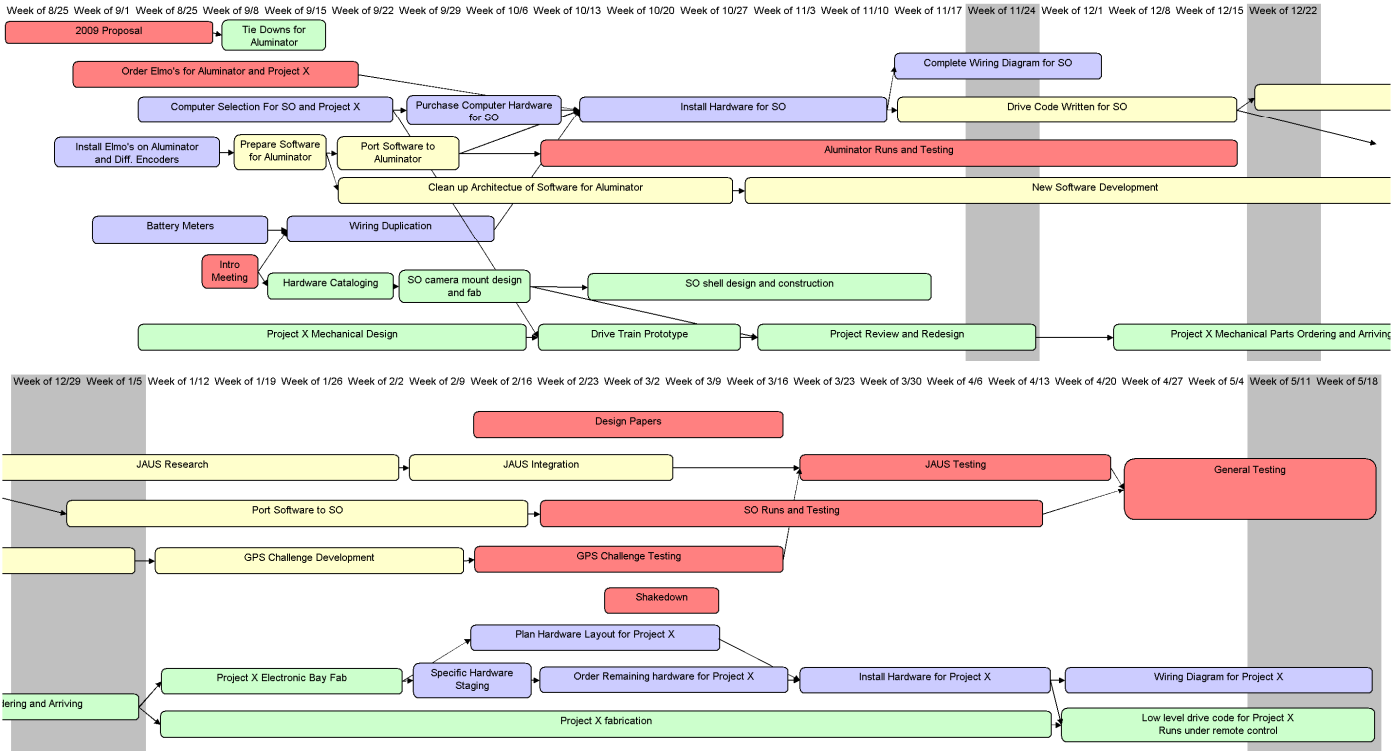 Week of 8/25 Week of 9/1 Week of 8/25 Week of 9/8 Week of 9/15 Week of 9/22 Week of 9/29 Week of 10/6 Week of 10/13 Week of 10/20 Week of 10/27 Week of 11/3 Week of 11/10 Week of 11/17 Week of 11/24 Week of 12/1 Week of 12/8 Week of 12/15 Week of 12/22
2009 Proposal
Tie Downs for
Aluminator
Complete Wiring Diagram for SO
Order Elmo's for Aluminator and Project X
Computer Selection For SO and Project X
Purchase Computer Hardware
for SO
Install Hardware for SO
Drive Code Written for SO
Install Elmo's on Aluminator
and Diff. Encoders
Prepare Software
for Aluminator
Port Software to
Aluminator
Aluminator Runs and Testing
Clean up Architectue of Software for Aluminator
New Software Development
Battery Meters
Wiring Duplication
Intro
Meeting
Hardware Cataloging
SO camera mount design
and fab
SO shell design and construction
Project X Mechanical Design
Drive Train Prototype
Project Review and Redesign
Project X Mechanical Parts Ordering and Arriving
Week of 12/29 Week of 1/5 Week of 1/12 Week of 1/19 Week of 1/26 Week of 2/2 Week of 2/9 Week of 2/16 Week of 2/23 Week of 3/2 Week of 3/9 Week of 3/16 Week of 3/23 Week of 3/30 Week of 4/6 Week of 4/13 Week of 4/20 Week of 4/27 Week of 5/4 Week of 5/11 Week of 5/18
Design Papers
JAUS Research
JAUS Integration
JAUS Testing
General Testing
Port Software to SO
SO Runs and Testing
GPS Challenge Development
GPS Challenge Testing
Shakedown
Plan Hardware Layout for Project X
Project X Electronic Bay Fab
Specific Hardware
Staging
Order Remaining hardware for Project X
Install Hardware for Project X
Wiring Diagram for Project X
dering and Arriving
Project X fabrication
Low level drive code for Project X
Runs under remote control